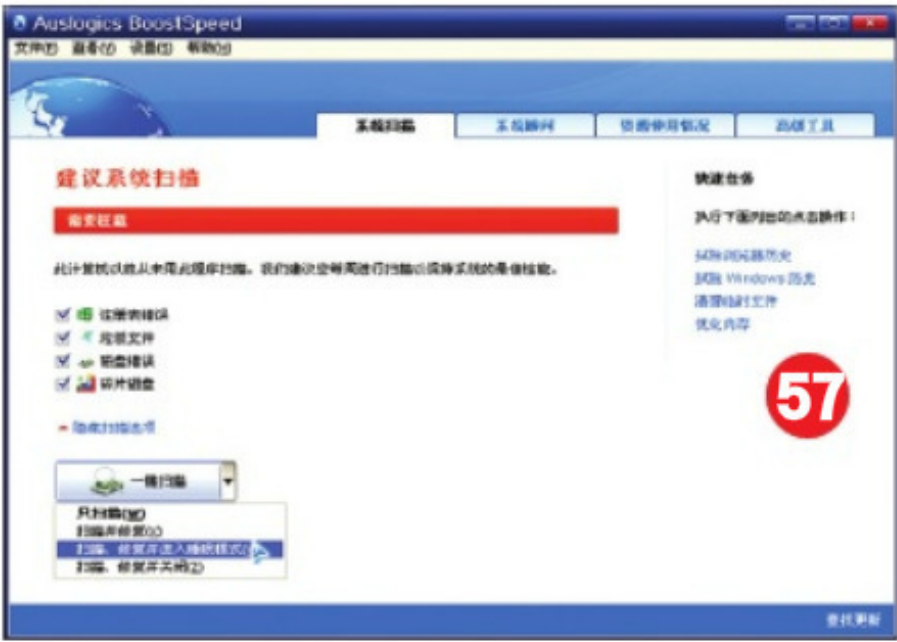 Auslogics BoostSpeed
文件(F) 查看(V) 设置(S) 帮助(H)
系统扫描 系统顾问 资源使用情况 高级工具
建议系统扫描
需要注意
此计算机以前从未用此程序扫描。我们建议您每周进行扫描以保持系统的最佳性能。
注册表错误
垃圾文件
磁盘错误
碎片磁盘
隐藏扫描选项
一键扫描
只扫描(W)
扫描并修复(X)
扫描、修复并进入睡眠模式
扫描、修复并关闭(Z)
快速任务
执行下面列出的点击操作：
拭除浏览器历史
拭除 Windows 历史
清理临时文件
优化内存
57
查找更新